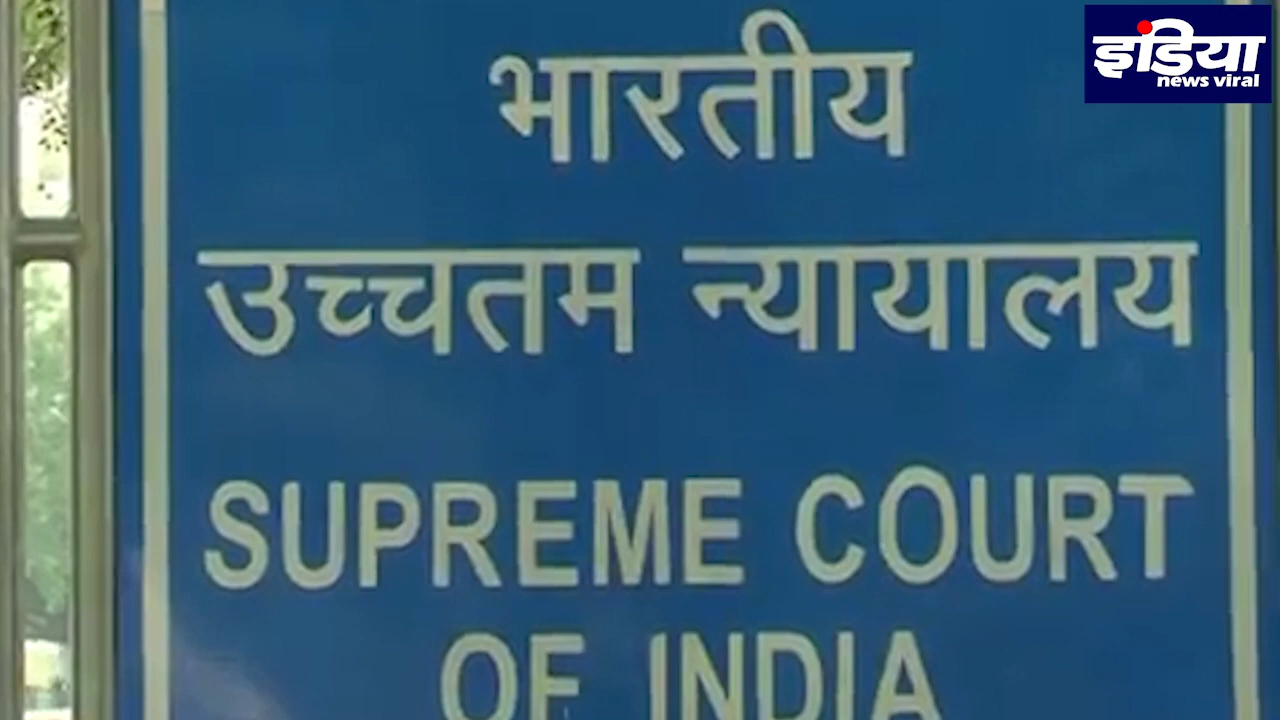 इंडिया
news viral
भारतीय
उच्चतम न्यायालय
SUPREME COURT
OF INDIA